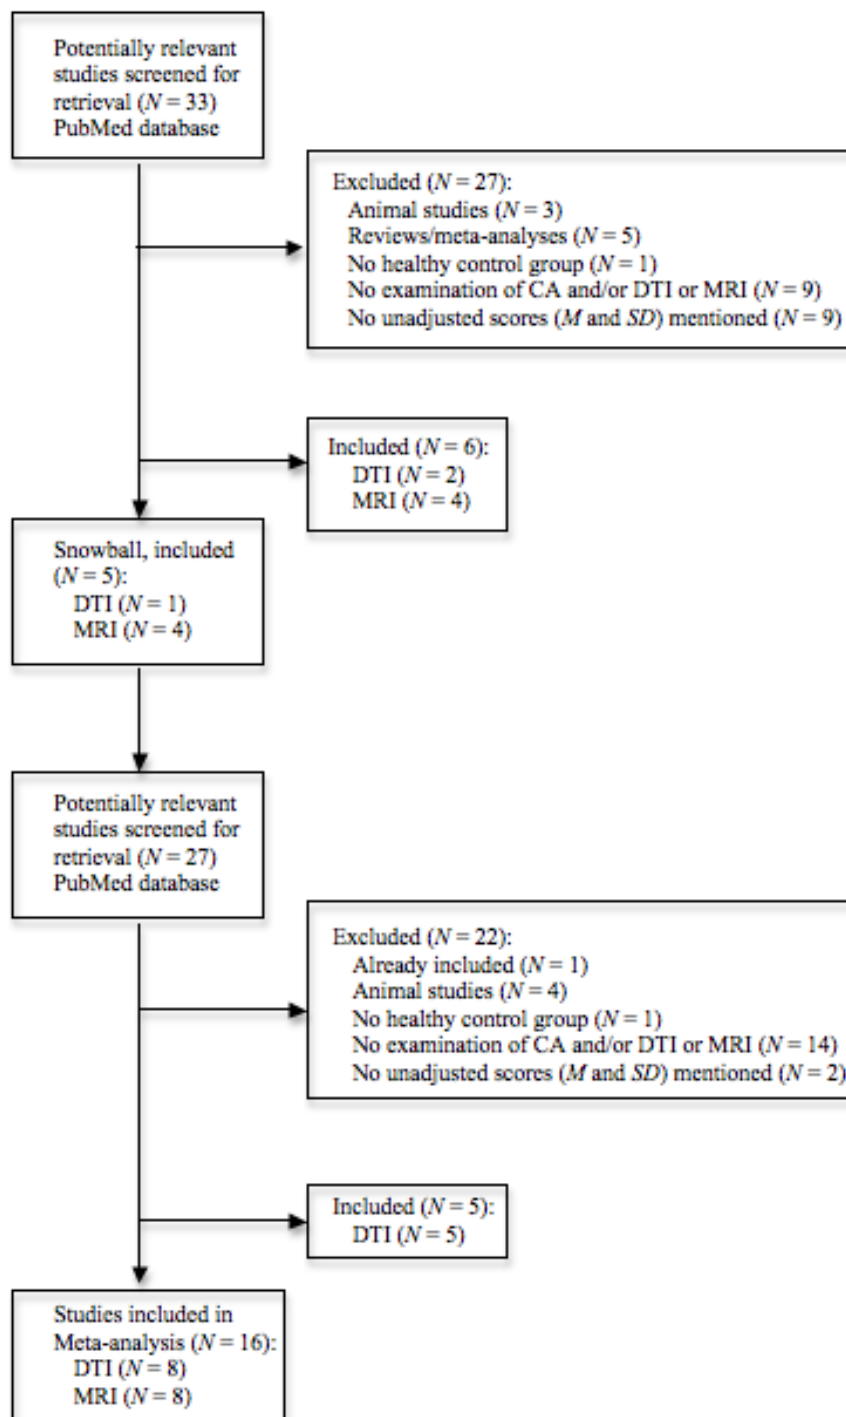 Potentially relevant
studies screened for
retrieval (N = 33)
PubMed database
Excluded (N = 27):
Animal studies (N = 3)
Reviews/meta-analyses (N = 5)
No healthy control group (N = 1)
No examination of CA and/or DTI or MRI (N = 9)
No unadjusted scores (M and SD) mentioned (N = 9)
Included (N = 6):
DTI (N = 2)
MRI (N = 4)
Snowball, included
(N = 5):
DTI (N = 1)
MRI (N = 4)
Potentially relevant
studies screened for
retrieval (N = 27)
PubMed database
Excluded (N = 22):
Already included (N = 1)
Animal studies (N = 4)
No healthy control group (N = 1)
No examination of CA and/or DTI or MRI (N = 14)
No unadjusted scores (M and SD) mentioned (N = 2)
Included (N = 5):
DTI (N = 5)
Studies included in
Meta-analysis (N = 16):
DTI (N = 8)
MRI (N = 8)